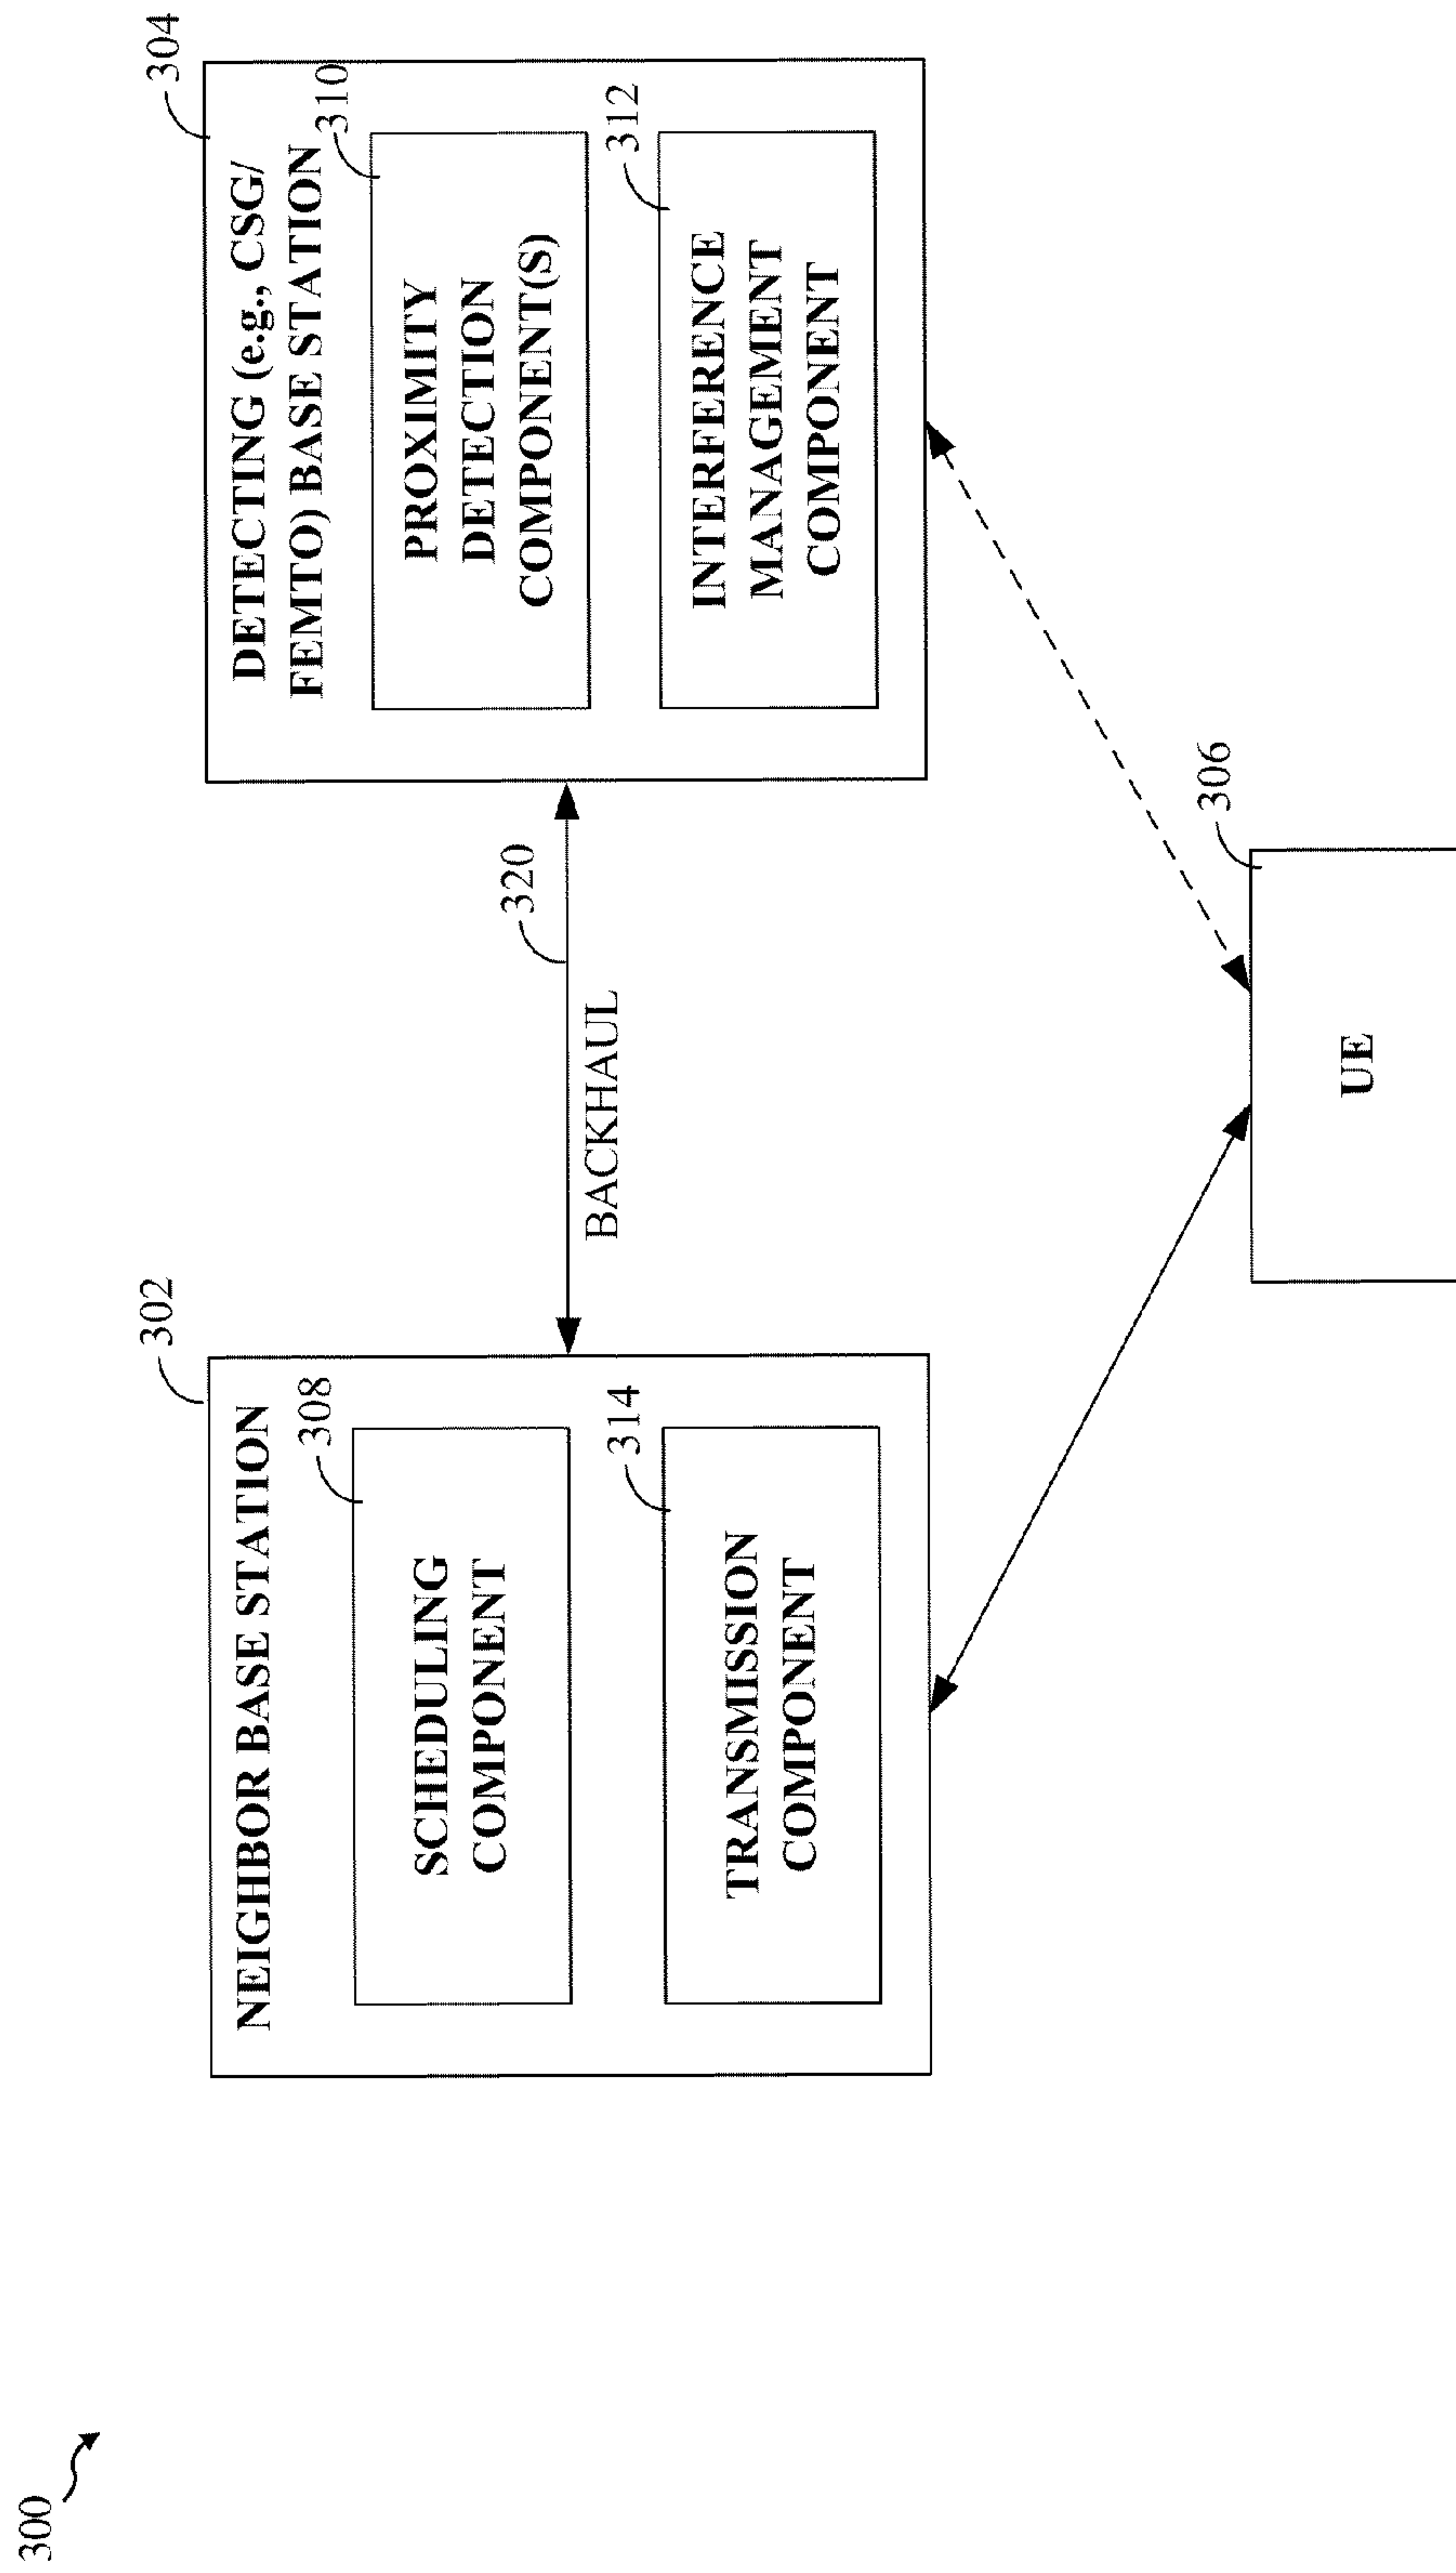 300
302
NEIGHBOR BASE STATION
308
SCHEDULING
COMPONENT
314
TRANSMISSION
COMPONENT
320
BACKHAUL
304
DETECTING (e.g., CSG/
FEMTO) BASE STATION
310
PROXIMITY
DETECTION
COMPONENT(S)
312
INTERFERENCE
MANAGEMENT
COMPONENT
306
UE